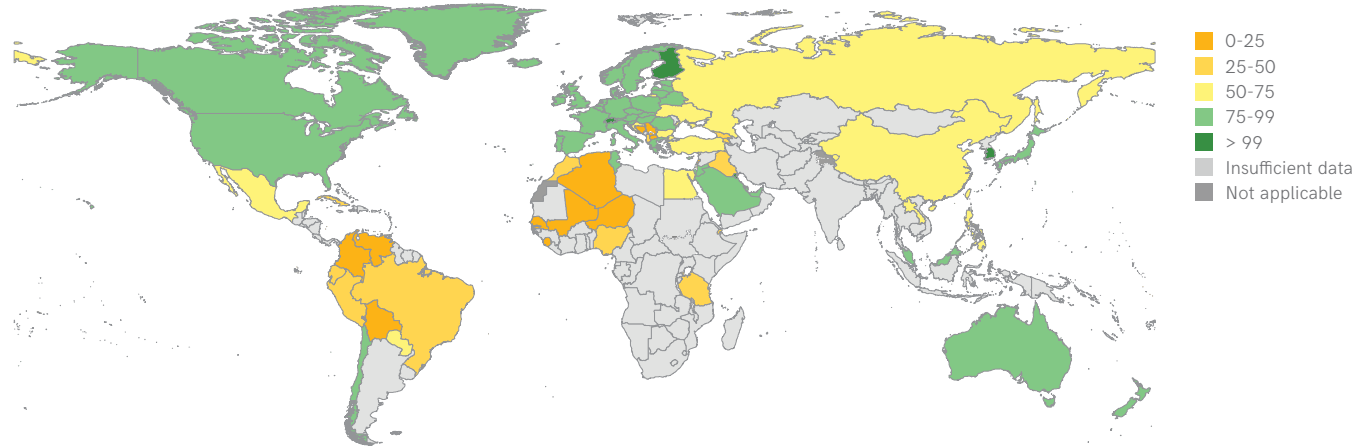 0-25
25-50
50-75
75-99
> 99
Insufficient data
Not applicable